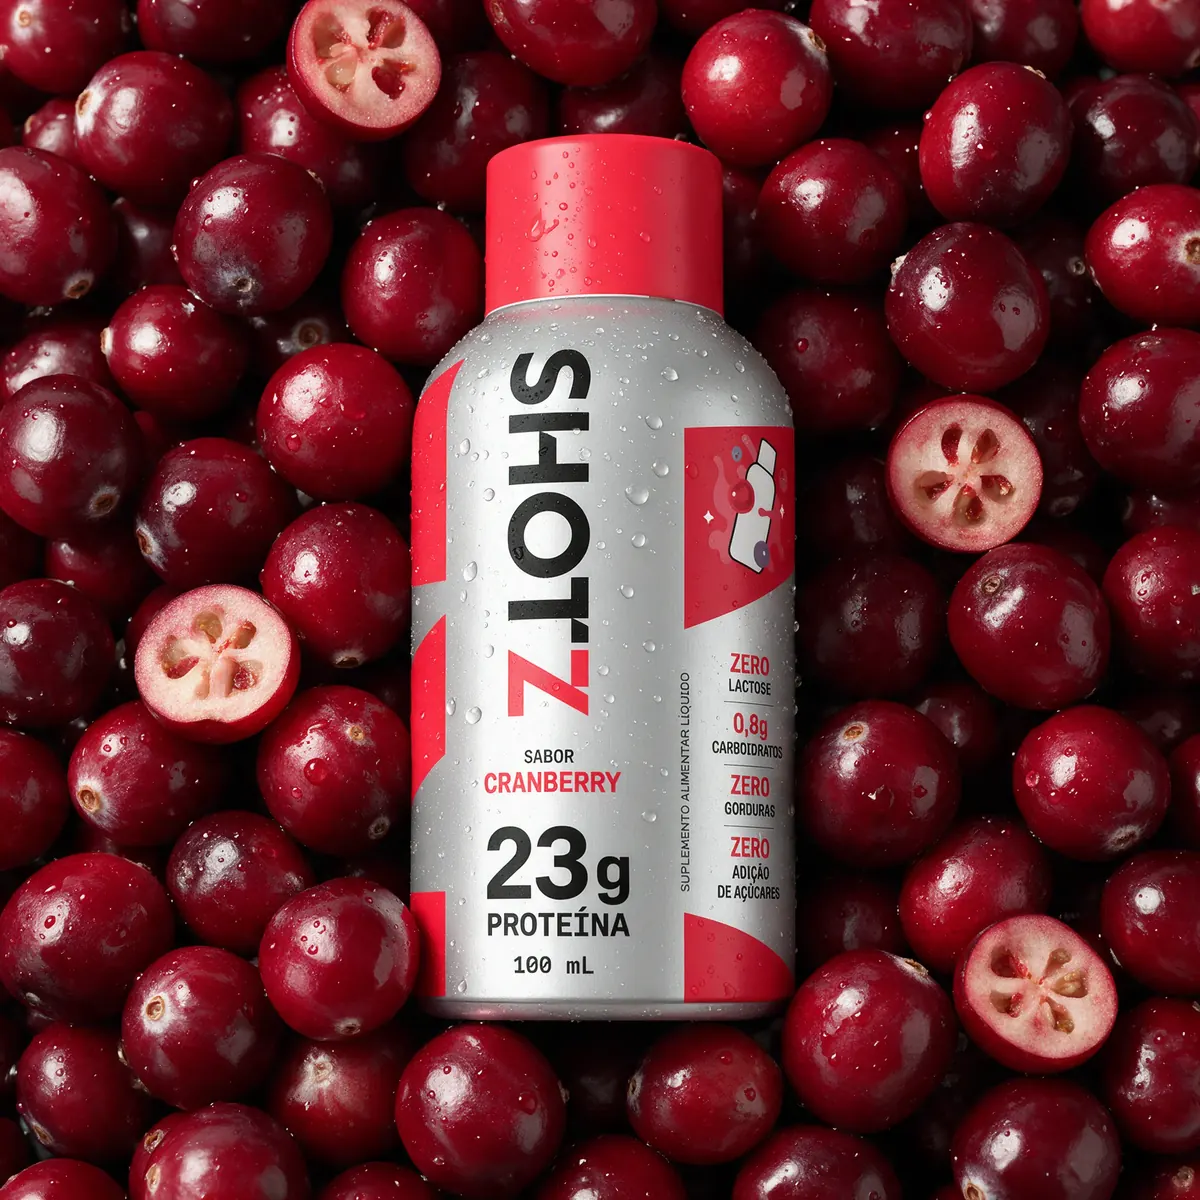 SHOTZ
SABOR
CRANBERRY
23g
PROTEÍNA
100 mL
SUPLEMENTO ALIMENTAR LÍQUIDO
ZERO
LACTOSE
0,8g
CARBOIDRATOS
ZERO
GORDURAS
ZERO
ADIÇÃO
DE AÇÚCARES